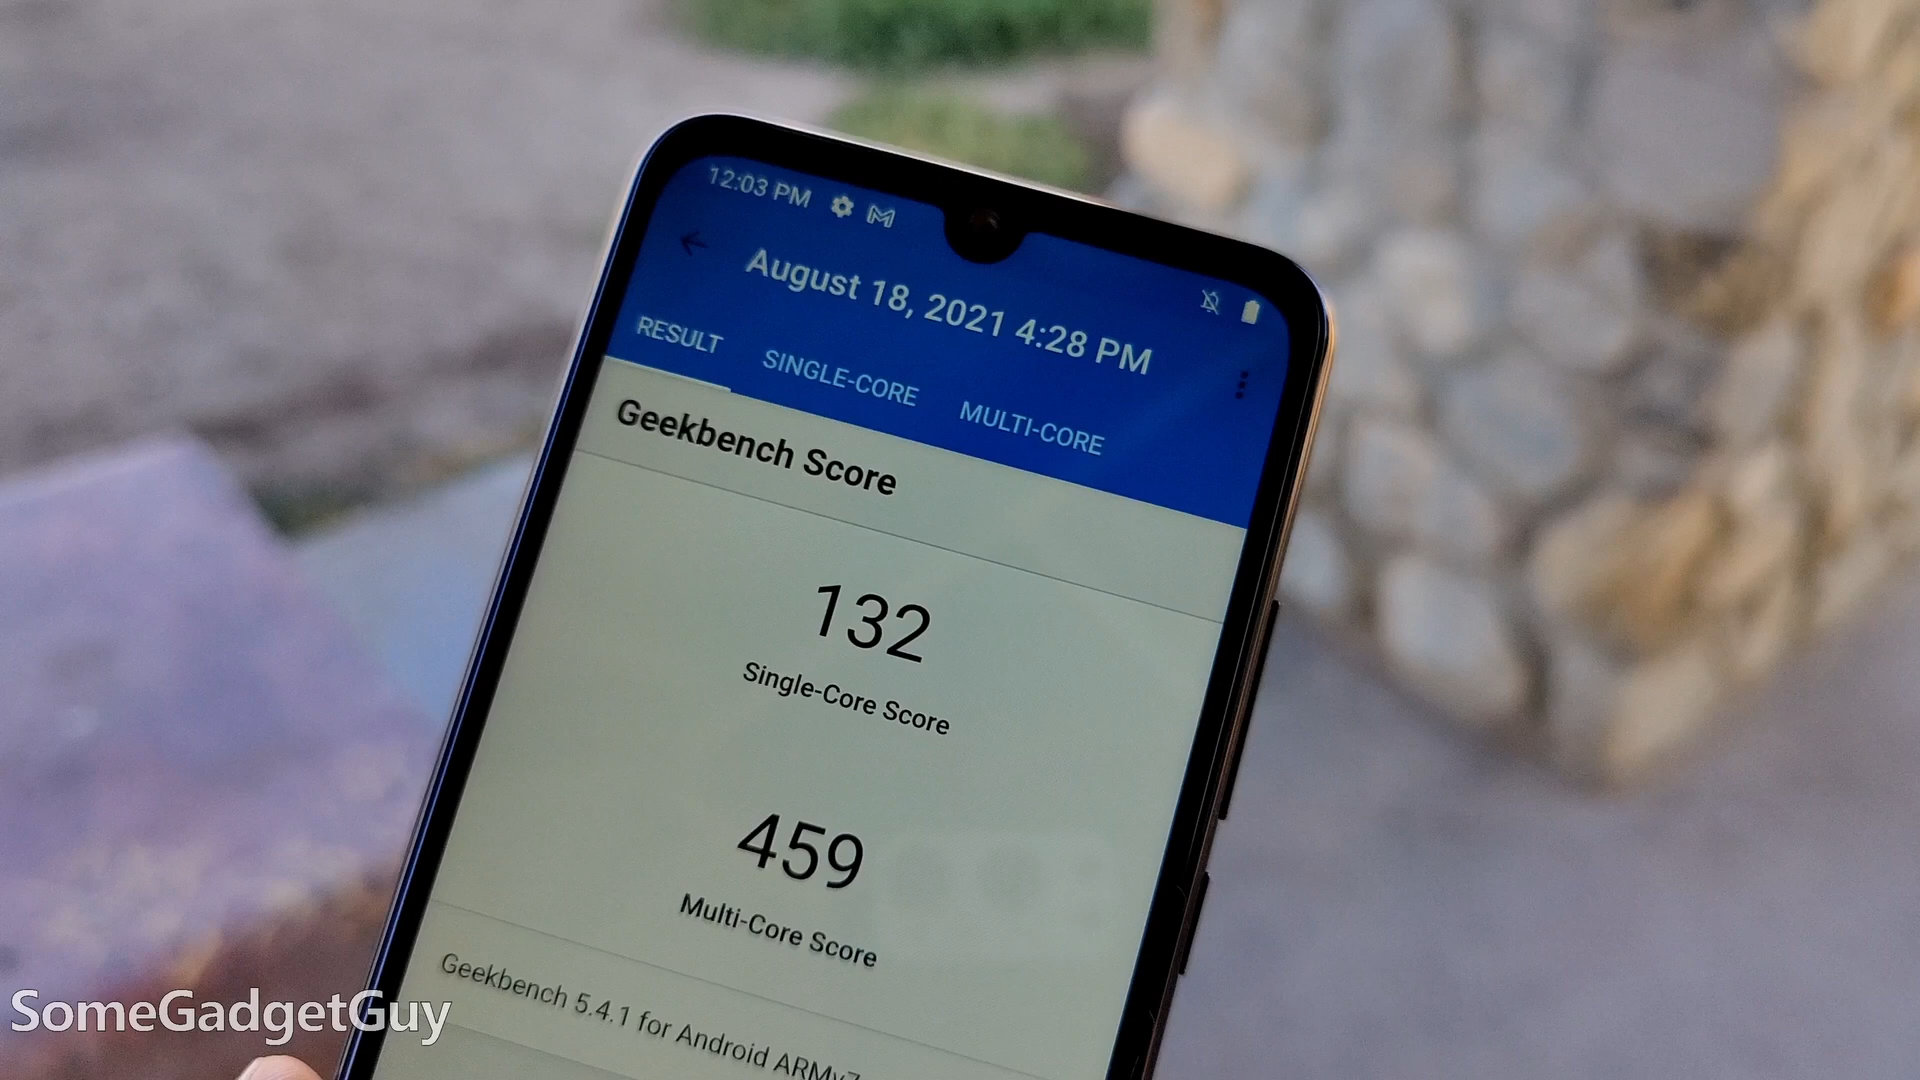 12:03 PM
August 18, 2021 4:28 PM
RESULT SINGLE-CORE MULTI-CORE
Geekbench Score
132
Single-Core Score
459
Multi-Core Score
Geekbench 5.4.1 for Android ARMv7
SomeGadgetGuy